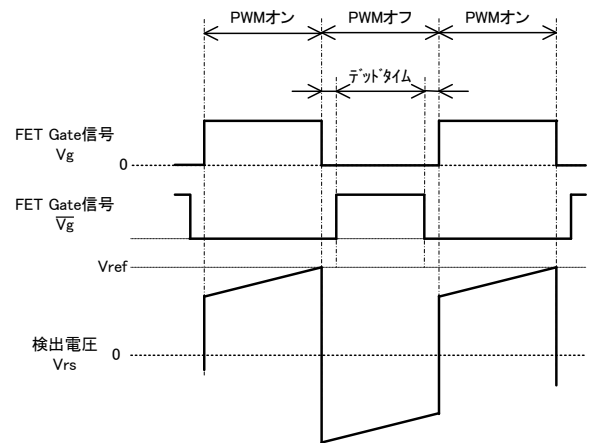 PWMオン PWMオフ PWMオン
ﾃﾞｯﾄﾞﾀｲﾑ
FET Gate信号
Vg
0
FET Gate信号
Vg
Vref
検出電圧
Vrs
0